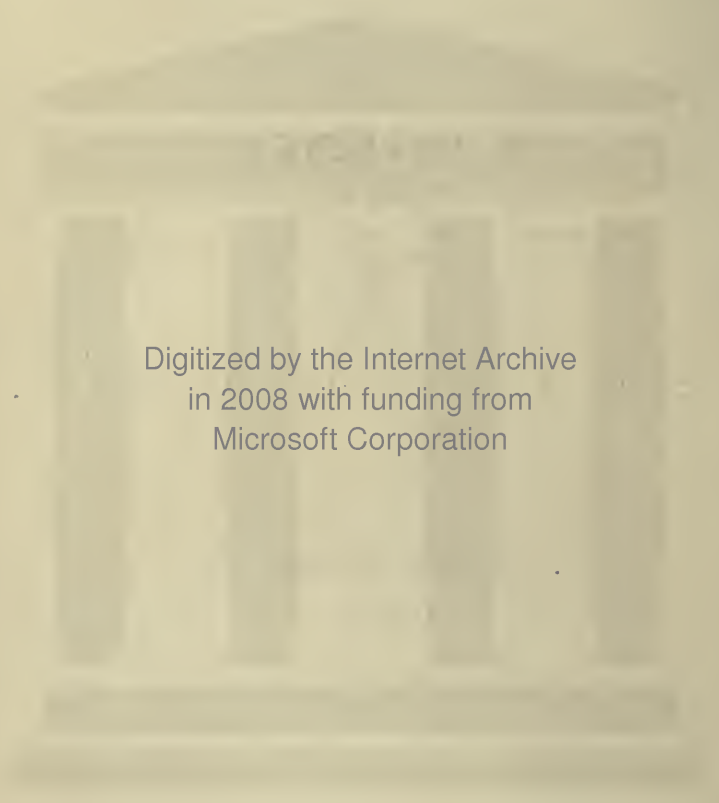 Digitized by the Internet Archive
in 2008 with funding from
Microsoft Corporation